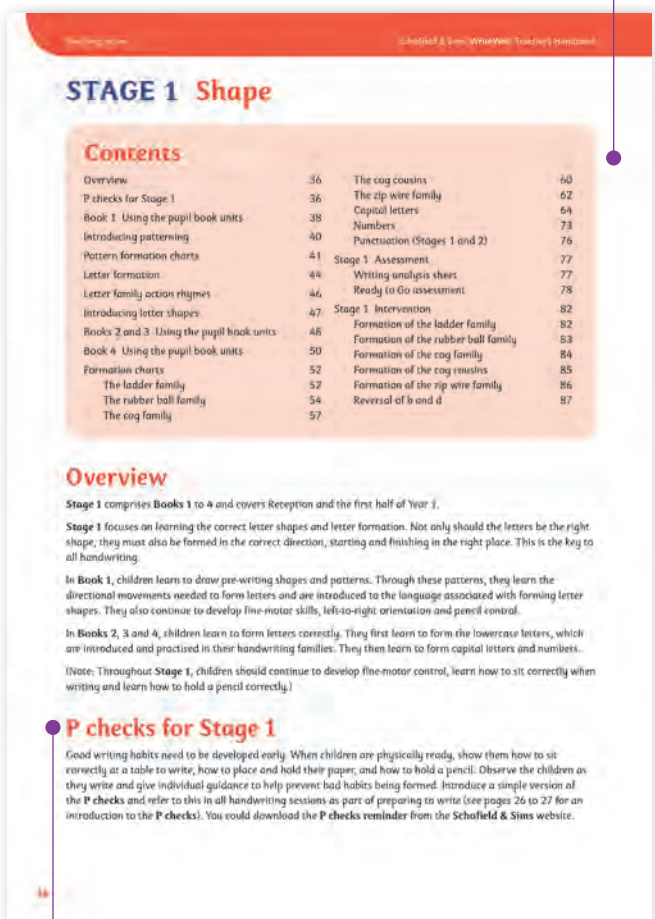 Schofield & Sims WriteWell Teacher's Handbook
STAGE 1 Shape
Contents
Overview 36
P checks for Stage 1 36
Book 1 Using the pupil book units 38
Introducing patterning 40
Pattern formation charts 41
Letter formation 44
Letter family action rhymes 46
Introducing letter shapes 47
Books 2 and 3 Using the pupil book units 48
Book 4 Using the pupil book units 50
Formation charts 52
The ladder family 52
The rubber ball family 54
The cog family 57
The cog cousins 60
The zip wire family 62
Capital letters 64
Numbers 73
Punctuation (Stages 1 and 2) 76
Stage 1 Assessment 77
Writing analysis sheet 77
Ready to Go assessment 78
Stage 1 Intervention 82
Formation of the ladder family 82
Formation of the rubber ball family 83
Formation of the cog family 84
Formation of the cog cousins 85
Formation of the zip wire family 86
Reversal of b and d 87
Overview
Stage 1 comprises Books 1 to 4 and covers Reception and the first half of Year 1.
Stage 1 focuses on learning the correct letter shapes and letter formation. Not only should the letters be the right
shape, they must also be formed in the correct direction, starting and finishing in the right place. This is the key to
all handwriting.
In Book 1, children learn to draw pre-writing shapes and patterns. Through these patterns, they learn the
directional movements needed to form letters and are introduced to the language associated with forming letter
shapes. They also continue to develop fine-motor skills, left-to-right orientation and pencil control.
In Books 2, 3 and 4, children learn to form letters correctly. They first learn to form the lowercase letters, which
are introduced and practised in their handwriting families. They then learn to form capital letters and numbers.
(Note: Throughout Stage 1, children should continue to develop fine-motor control, learn how to sit correctly when
writing and learn how to hold a pencil correctly.)
P checks for Stage 1
Good writing habits need to be developed early. When children are physically ready, show them how to sit
correctly at a table to write, how to place and hold their paper, and how to hold a pencil. Observe the children as
they write and give individual guidance to help prevent bad habits being formed. Introduce a simple version of
the P checks and refer to this in all handwriting sessions as part of preparing to write (see pages 26 to 27 for an
introduction to the P checks). You could download the P checks reminder from the Schofield & Sims website.